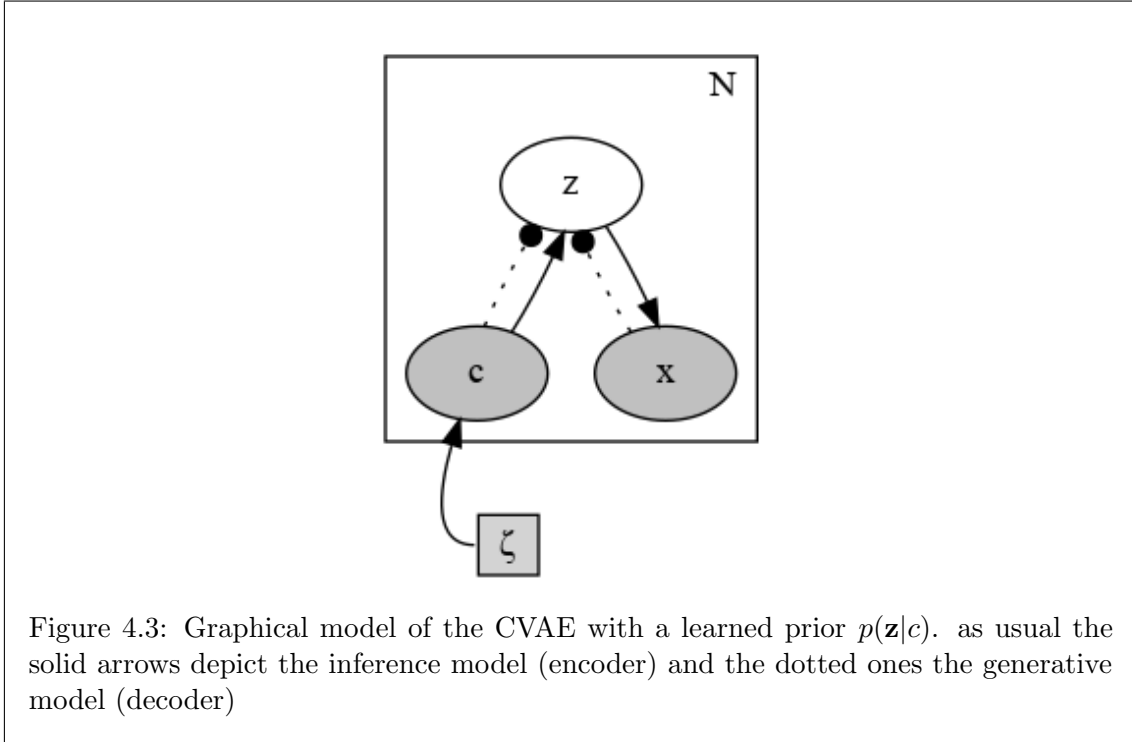 N
z
c
x
ζ
Figure 4.3: Graphical model of the CVAE with a learned prior p(z|c). as usual the
solid arrows depict the inference model (encoder) and the dotted ones the generative
model (decoder)